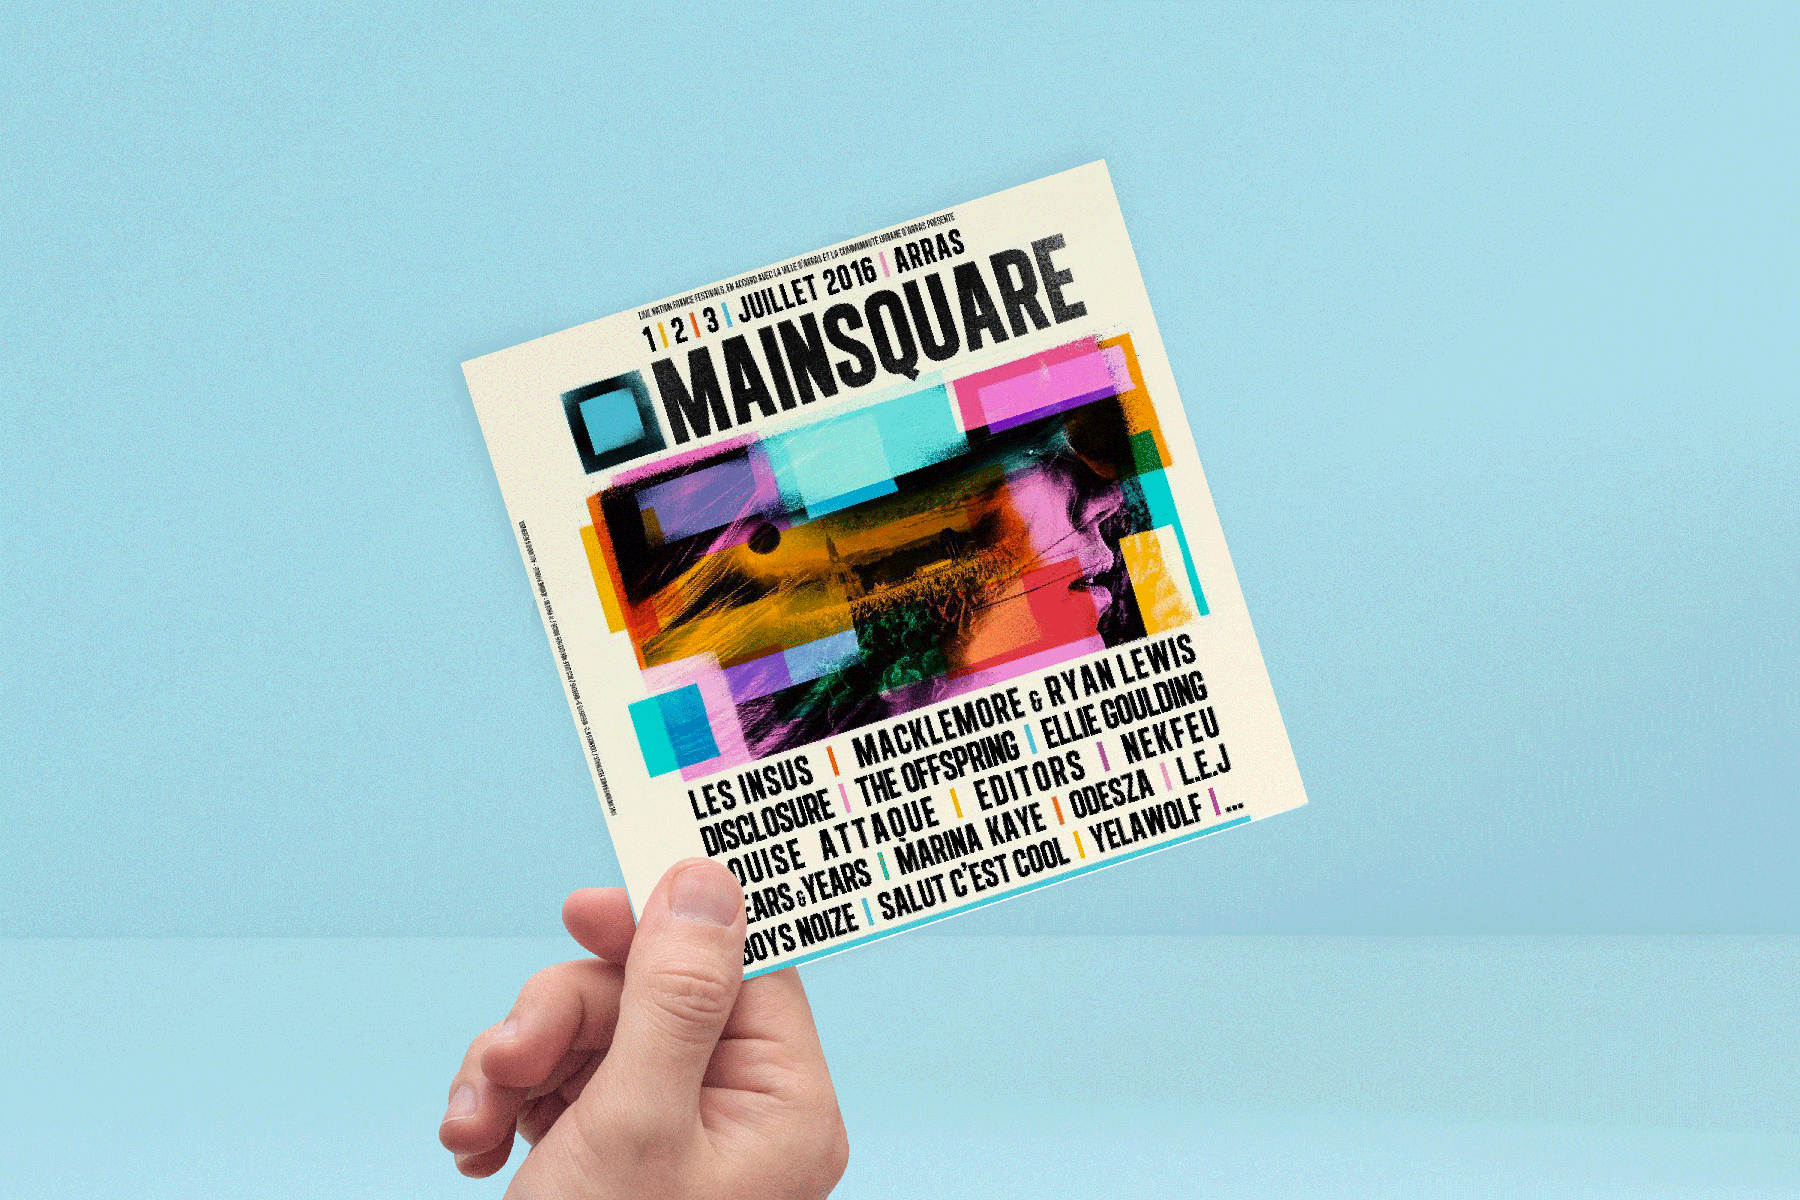 LIVE NATION FRANCE FESTIVALS, EN ACCORD AVEC LA VILLE D'ARRAS ET LA COMMUNAUTÉ URBAINE D'ARRAS PRÉSENTE
1 | 2 | 3 | JUILLET 2016 | ARRAS
MAINSQUARE
LES INSUS | MACKLEMORE & RYAN LEWIS
DISCLOSURE | THE OFFSPRING | ELLIE GOULDING
OUISE ATTAQUE | EDITORS | NEKFEU
EARS & YEARS | MARINA KAYE | ODESZA | L.E.J
BOYS NOIZE | SALUT C'EST COOL | YELAWOLF | ...